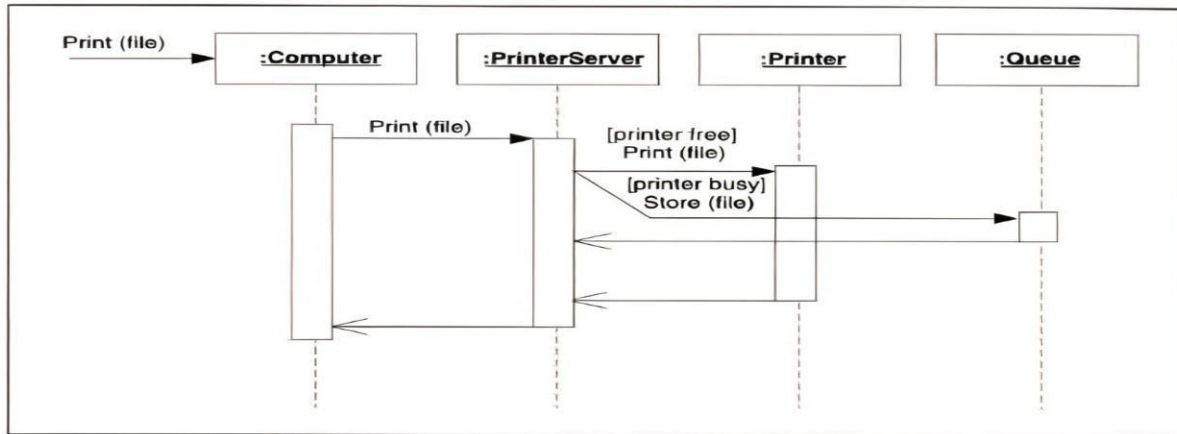 Print (file)
:Computer
:PrinterServer
:Printer
:Queue
Print (file)
[printer free]
Print (file)
[printer busy]
Store (file)